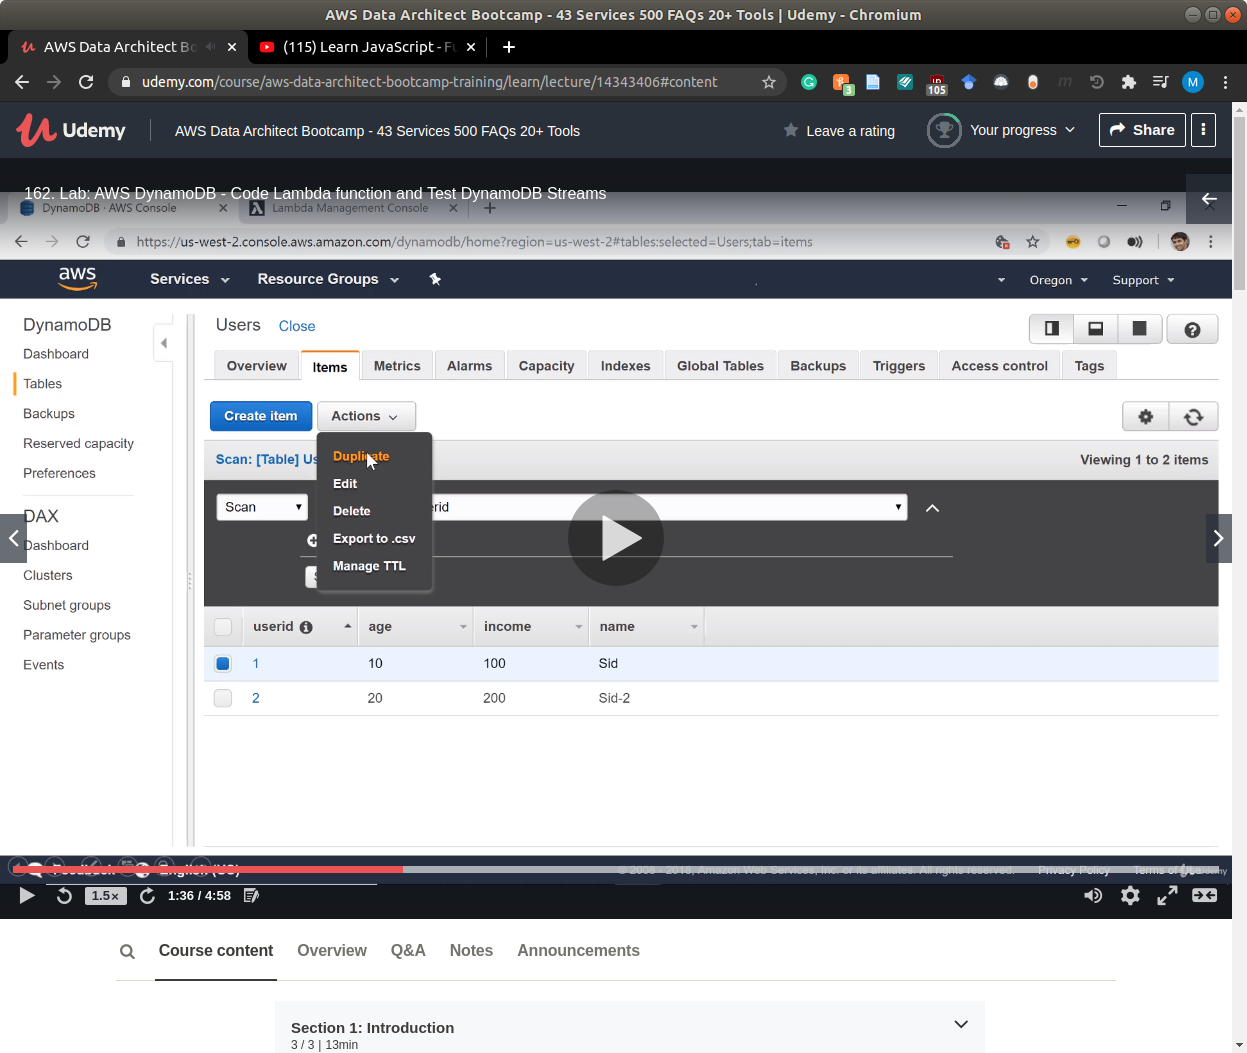 AWS Data Architect Bootcamp - 43 Services 500 FAQs 20+ Tools | Udemy - Chromium
AWS Data Architect Bo
(115) Learn JavaScript - Fu
udemy.com/course/aws-data-architect-bootcamp-training/learn/lecture/14343406#content
3
105
M
Udemy
AWS Data Architect Bootcamp - 43 Services 500 FAQs 20+ Tools
Leave a rating
Your progress
Share
162. Lab: AWS DynamoDB - Code Lambda function and Test DynamoDB Streams
DynamoDB · AWS Console
Lambda Management Console
https://us-west-2.console.aws.amazon.com/dynamodb/home?region=us-west-2#tables:selected=Users;tab=items
aws
Services
Resource Groups
Oregon
Support
DynamoDB
Dashboard
Tables
Backups
Reserved capacity
Preferences
DAX
Dashboard
Clusters
Subnet groups
Parameter groups
Events
Users
Close
Overview
Items
Metrics
Alarms
Capacity
Indexes
Global Tables
Backups
Triggers
Access control
Tags
Create item
Actions
Duplicate
Edit
Delete
Export to .csv
Manage TTL
Scan: [Table] Us
Viewing 1 to 2 items
Scan
rid
userid age income name
1 10 100 Sid
2 20 200 Sid-2
Feedback
English (US)
© 2008 - 2018, Amazon Web Services, Inc. or its affiliates. All rights reserved.
Privacy Policy
Terms of
1.5×
1:36 / 4:58
Course content
Overview
Q&A
Notes
Announcements
Section 1: Introduction
3 / 3 | 13min